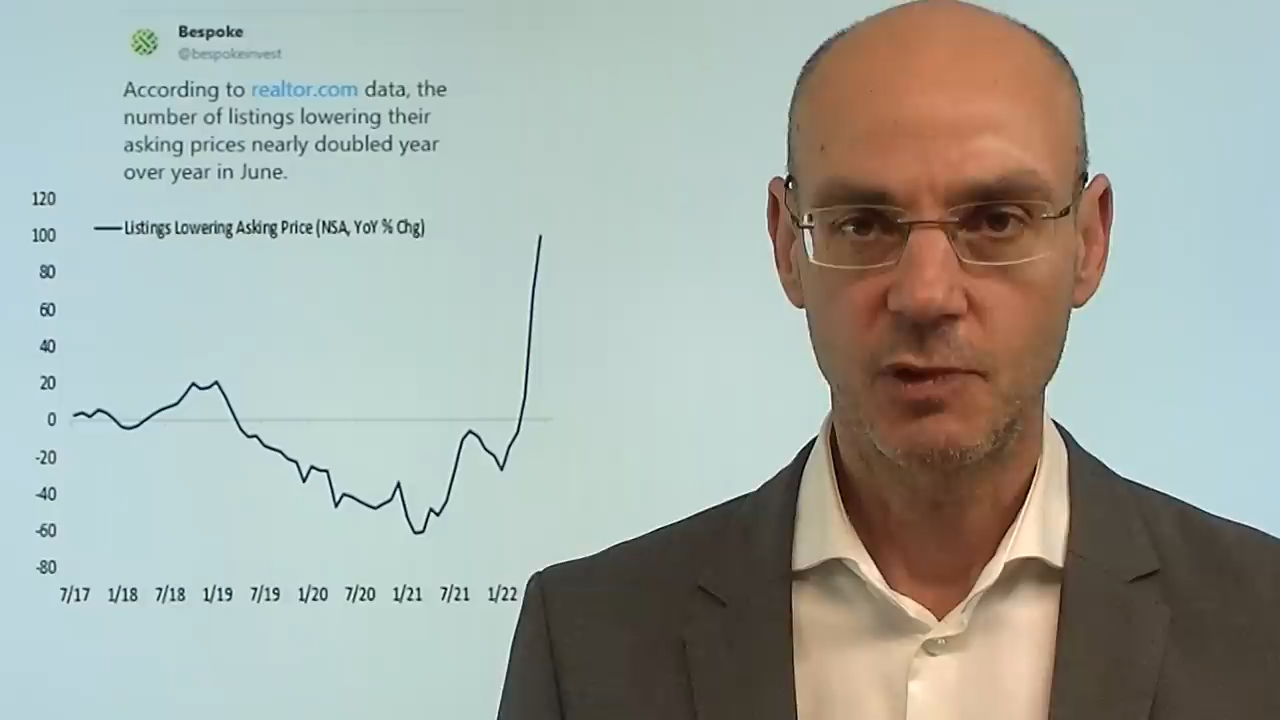 Bespoke
@bespokeinvest
According to realtor.com data, the
number of listings lowering their
asking prices nearly doubled year
over year in June.
120
Listings Lowering Asking Price (NSA, YoY % Chg)
100
80
60
40
20
0
-20
-40
-60
-80
7/17 1/18 7/18 1/19 7/19 1/20 7/20 1/21 7/21 1/22